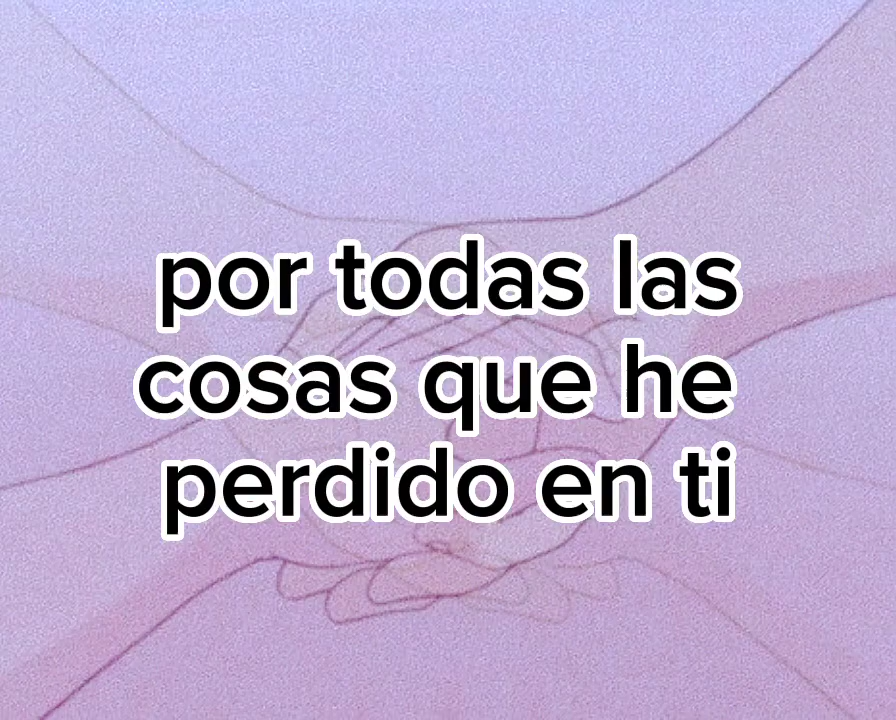 por todas las
cosas que he
perdido en ti